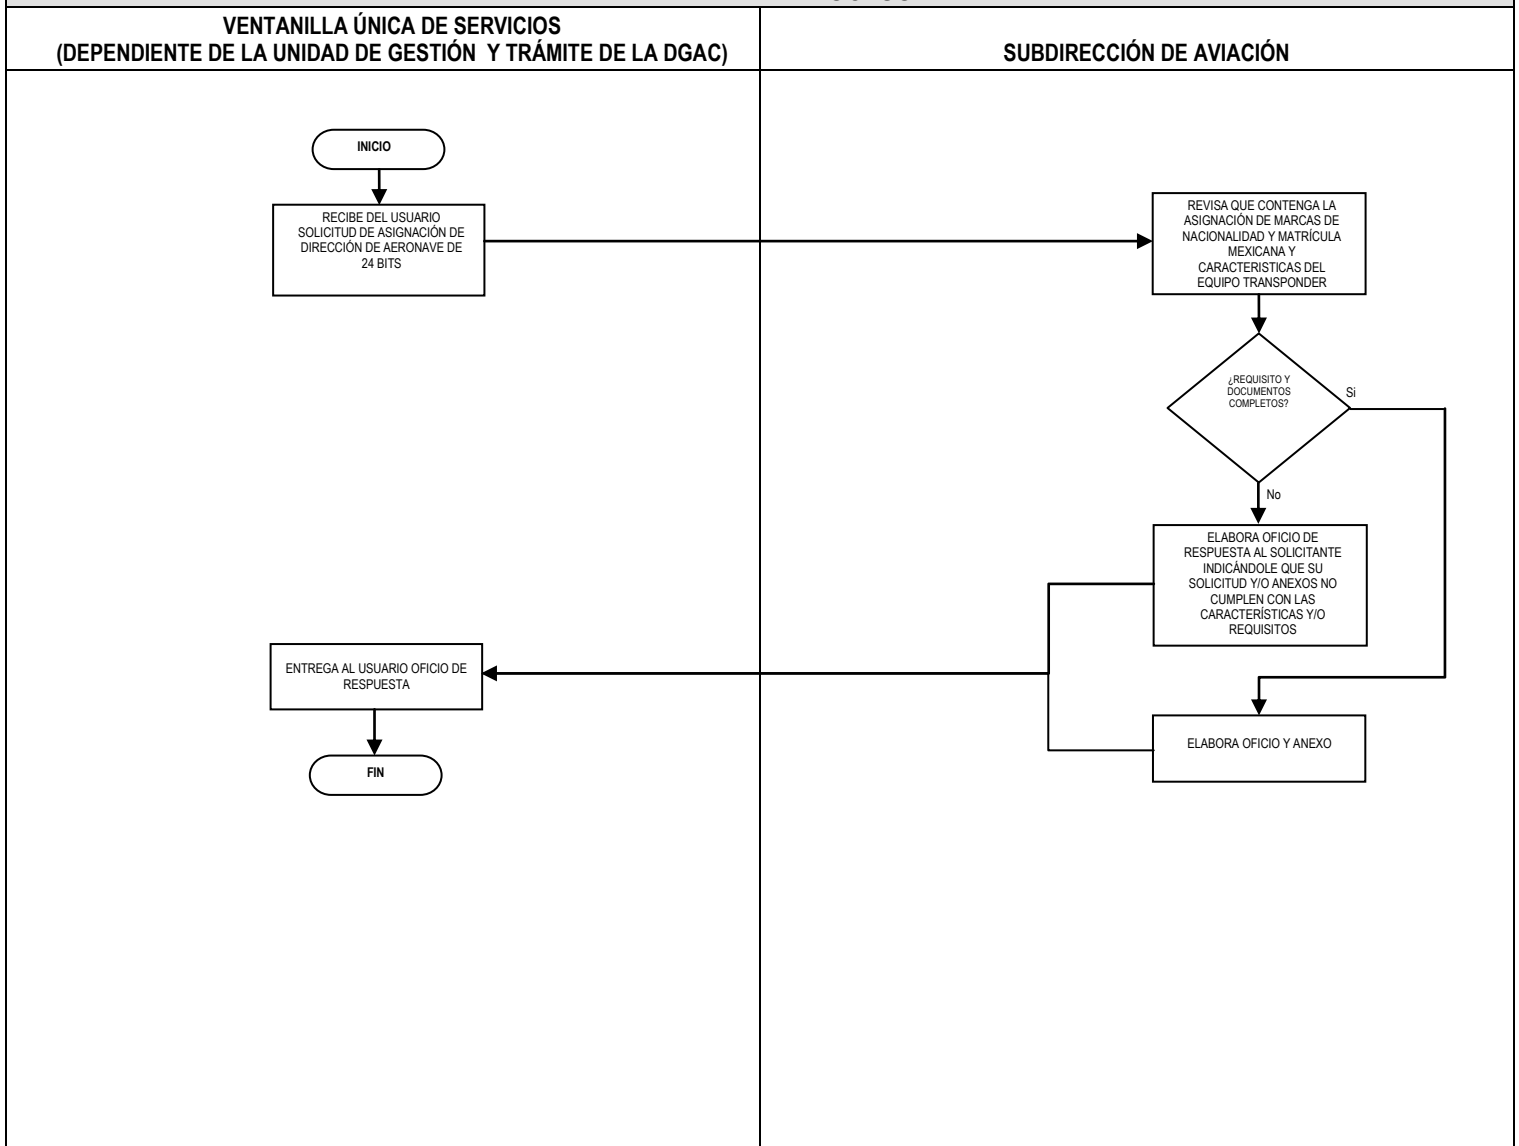 VENTANILLA ÚNICA DE SERVICIOS
(DEPENDIENTE DE LA UNIDAD DE GESTIÓN Y TRÁMITE DE LA DGAC)
SUBDIRECCIÓN DE AVIACIÓN
INICIO
RECIBE DEL USUARIO
SOLICITUD DE ASIGNACIÓN DE
DIRECCIÓN DE AERONAVE DE
24 BITS
REVISA QUE CONTENGA LA
ASIGNACIÓN DE MARCAS DE
NACIONALIDAD Y MATRÍCULA
MEXICANA Y
CARACTERISTICAS DEL
EQUIPO TRANSPONDER
¿REQUISITO Y
DOCUMENTOS
COMPLETOS?
Si
No
ELABORA OFICIO DE
RESPUESTA AL SOLICITANTE
INDICÁNDOLE QUE SU
SOLICITUD Y/O ANEXOS NO
CUMPLEN CON LAS
CARACTERÍSTICAS Y/O
REQUISITOS
ENTREGA AL USUARIO OFICIO DE
RESPUESTA
ELABORA OFICIO Y ANEXO
FIN